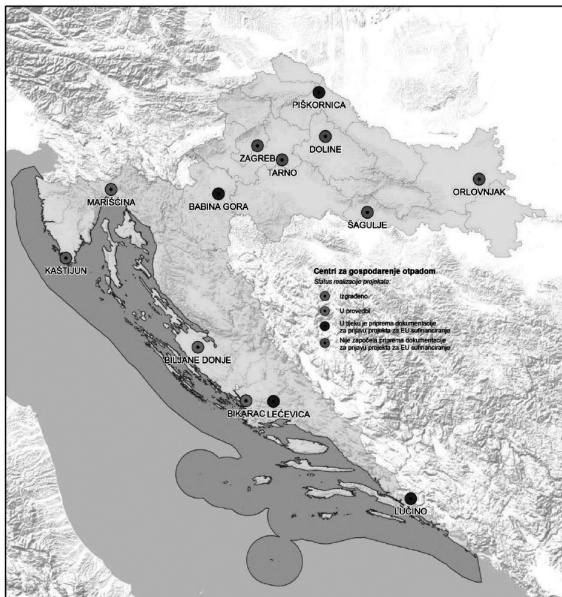 PIŠKORNICA
DOLINE
ZAGREB
TARNO
ORLOVNJAK
MARIŠĆINA
BABINA GORA
ŠAGULJE
KAŠTIJUN
Centri za gospodarenje otpadom
Status realizacije projekata:
Izgrađeno
U provedbi
U tijeku je priprema dokumentacije
za prijavu projekta za EU sufinanciranje
Nije započela priprema dokumentacije
za prijavu projekta za EU sufinanciranje
BILJANE DONJE
BIKARAC
LEĆEVICA
LUČINO